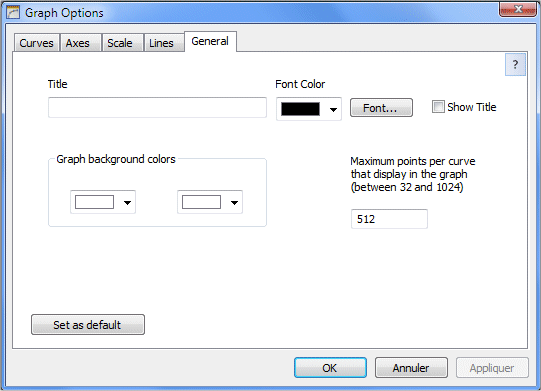 Graph Options
Curves Axes Scale Lines General
?
Title Font Color
Font... Show Title
Graph background colors
Maximum points per curve
that display in the graph
(between 32 and 1024)
512
Set as default
OK Annuler Appliquer